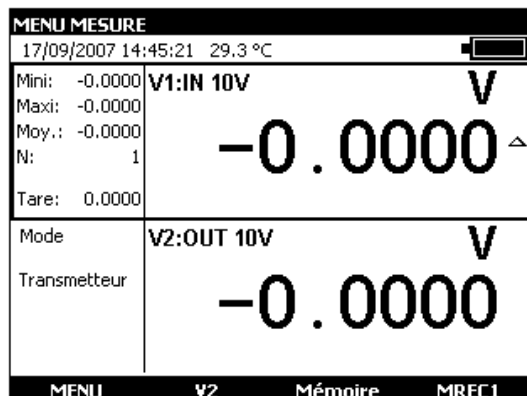 MENU MESURE
17/09/2007 14:45:21 29.3 °C
Mini: -0.0000
Maxi: -0.0000
Moy.: -0.0000
N: 1
Tare: 0.0000
V1:IN 10V
V
-0.0000
Mode
Transmetteur
V2:OUT 10V
V
-0.0000
MENU V2 Mémoire MREC1